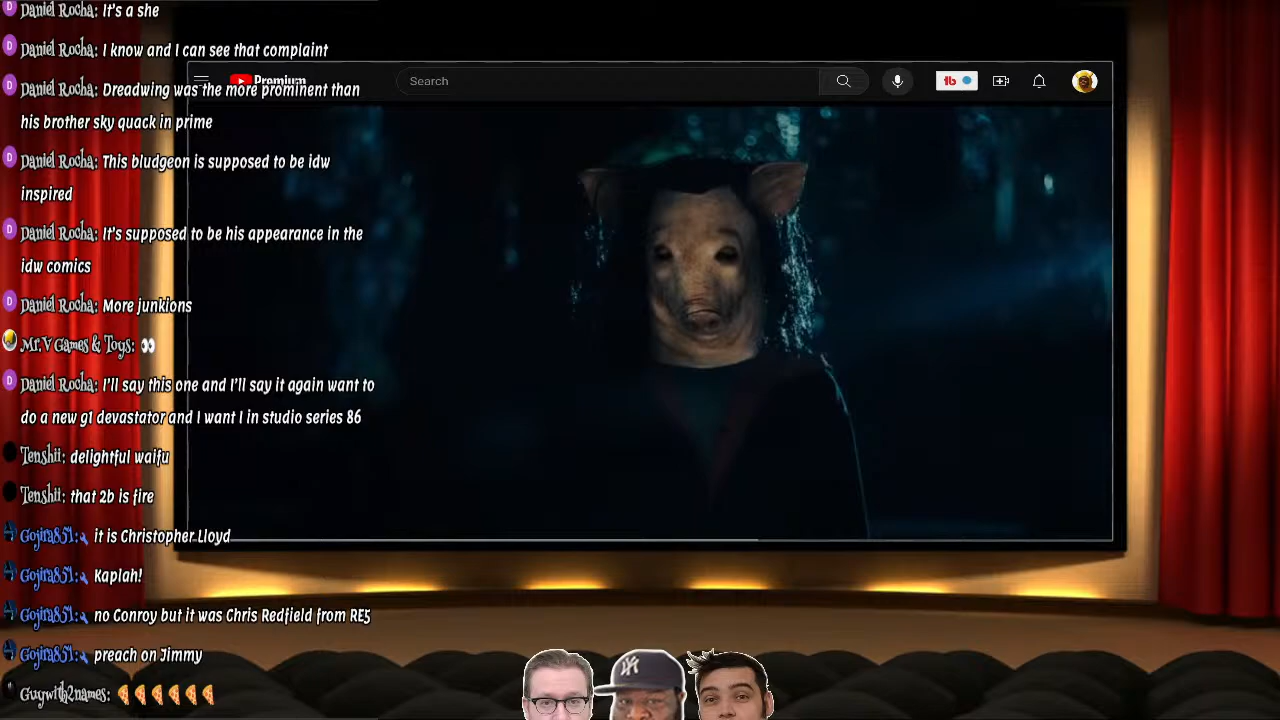 Daniel Rocha: It's a she
Daniel Rocha: I know and I can see that complaint
Premium
Search
Daniel Rocha: Dreadwing was the more prominent than
his brother sky quack in prime
Daniel Rocha: This bludgeon is supposed to be idw
inspired
Daniel Rocha: It's supposed to be his appearance in the
idw comics
Daniel Rocha: More junkions
Mr.V Games & Toys: 👀
Daniel Rocha: I'll say this one and I'll say it again want to
do a new g1 devastator and I want I in studio series 86
Tenshii: delightful waifu
Tenshii: that 2b is fire
Gojira851: it is Christopher Lloyd
Gojira851: Kaplah!
Gojira851: no Conroy but it was Chris Redfield from RE5
Gojira851: preach on Jimmy
Guywith2names: 🍕🍕🍕🍕🍕🍕